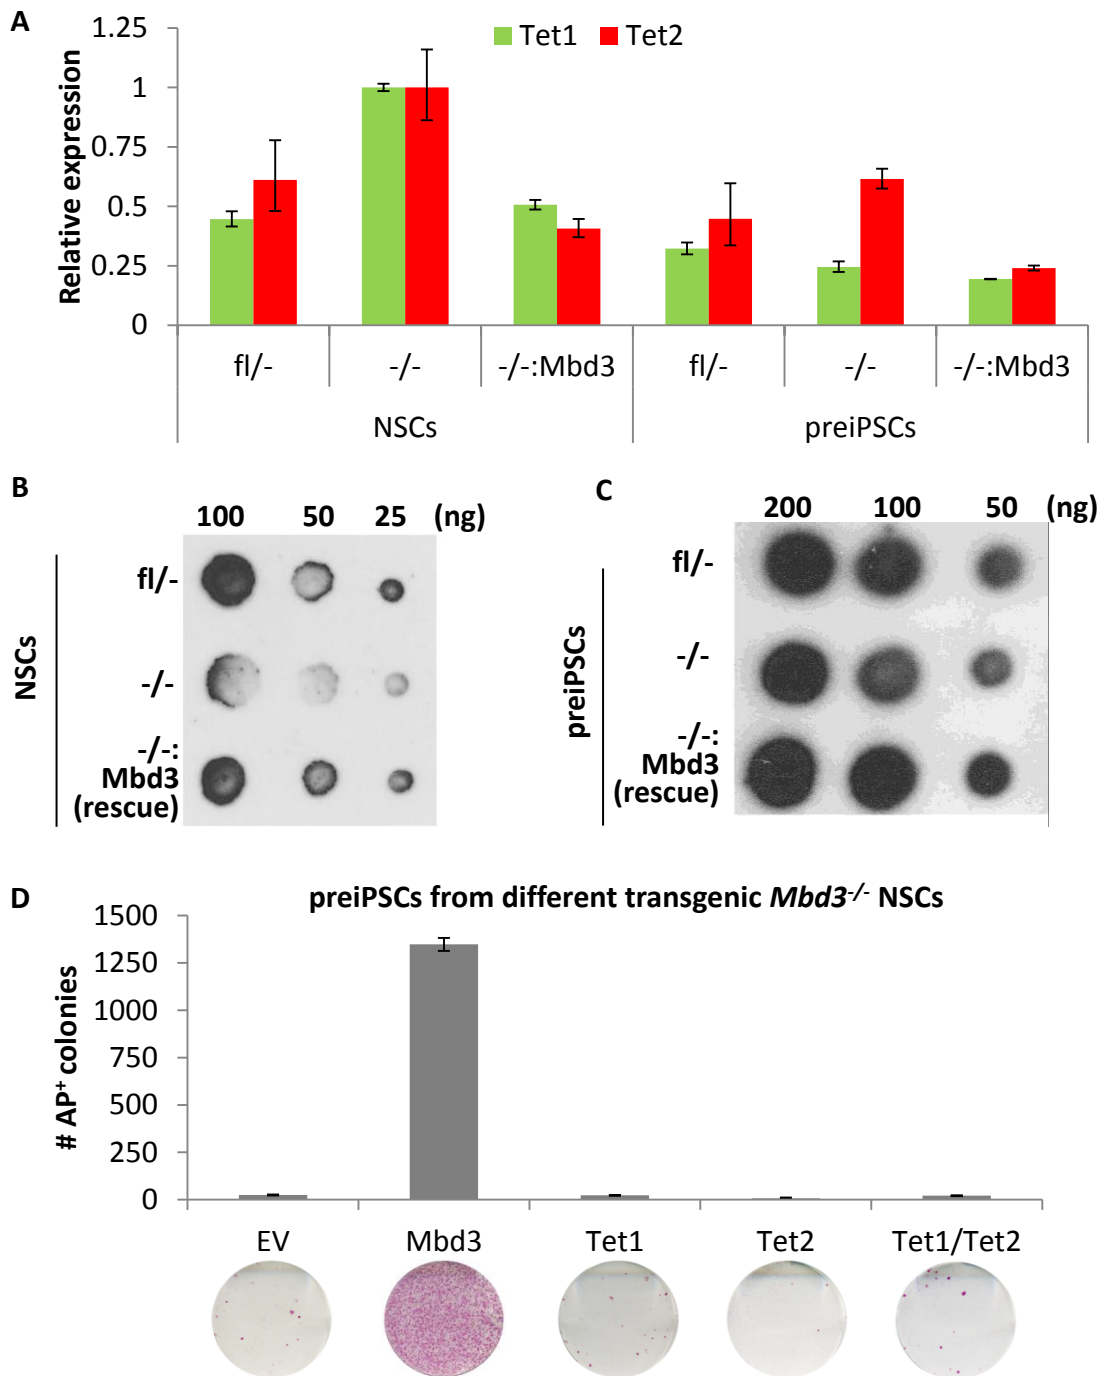 A
1.25
1
0.75
0.5
0.25
0
Relative expression
Tet1 Tet2
fl/- -/- -/-:Mbd3 fl/- -/- -/-:Mbd3
NSCs preiPSCs
B
100 50 25 (ng)
NSCs
fl/-
-/-
-/-:
Mbd3
(rescue)
C
200 100 50 (ng)
preiPSCs
fl/-
-/-
-/-:
Mbd3
(rescue)
D
preiPSCs from different transgenic Mbd3-/- NSCs
1500
1250
1000
750
500
250
0
# AP+ colonies
EV Mbd3 Tet1 Tet2 Tet1/Tet2